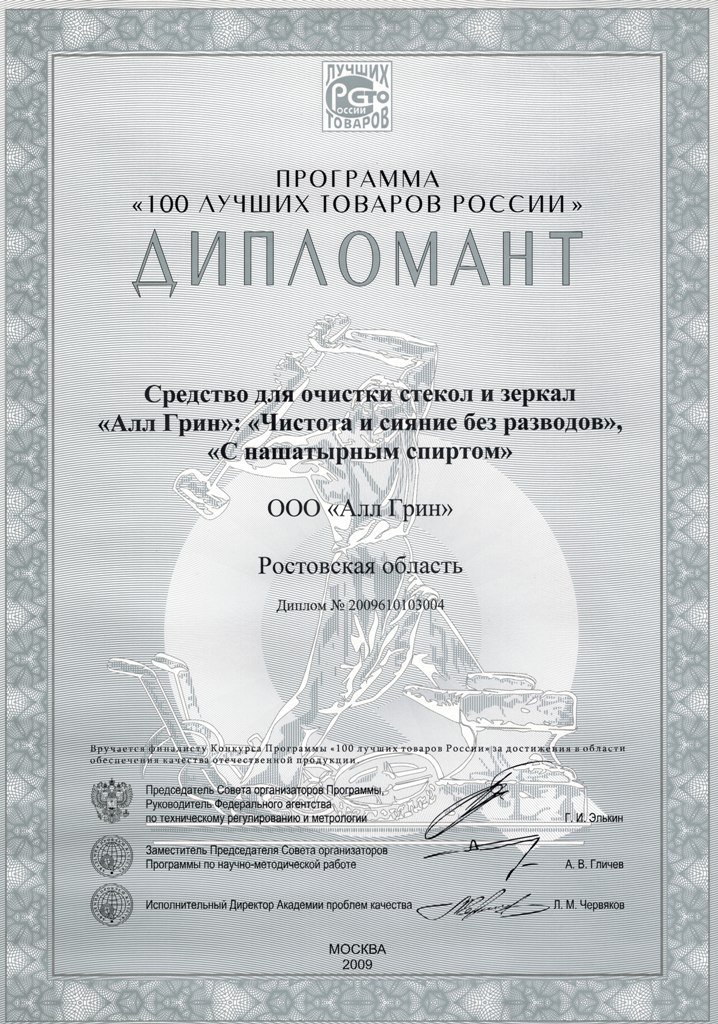 ЛУЧШИХ
СТО
РОССИИ
ТОВАРОВ
ПРОГРАММА
«100 ЛУЧШИХ ТОВАРОВ РОССИИ»
ДИПЛОМАНТ
Средство для очистки стекол и зеркал
«Алл Грин»: «Чистота и сияние без разводов»,
«С нашатырным спиртом»
ООО «Алл Грин»
Ростовская область
Диплом № 2009610103004
Вручается финалисту Конкурса Программы «100 лучших товаров России» за достижения в области
обеспечения качества отечественной продукции.
Председатель Совета организаторов Программы,
Руководитель Федерального агентства
по техническому регулированию и метрологии
Г. И. Элькин
Заместитель Председателя Совета организаторов
Программы по научно-методической работе
А. В. Гличев
Исполнительный Директор Академии проблем качества
Л. М. Червяков
МОСКВА
2009